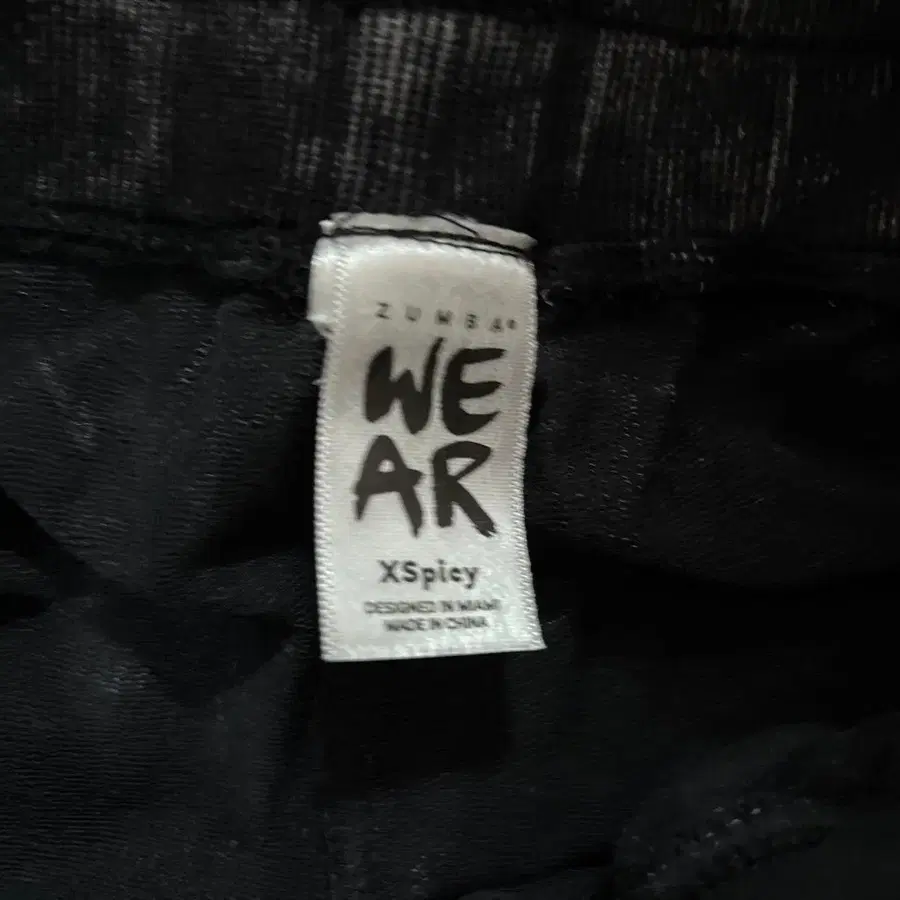 ZUMBA®
WE
AR
XSpicy
DESIGNED IN MIAMI
MADE IN CHINA